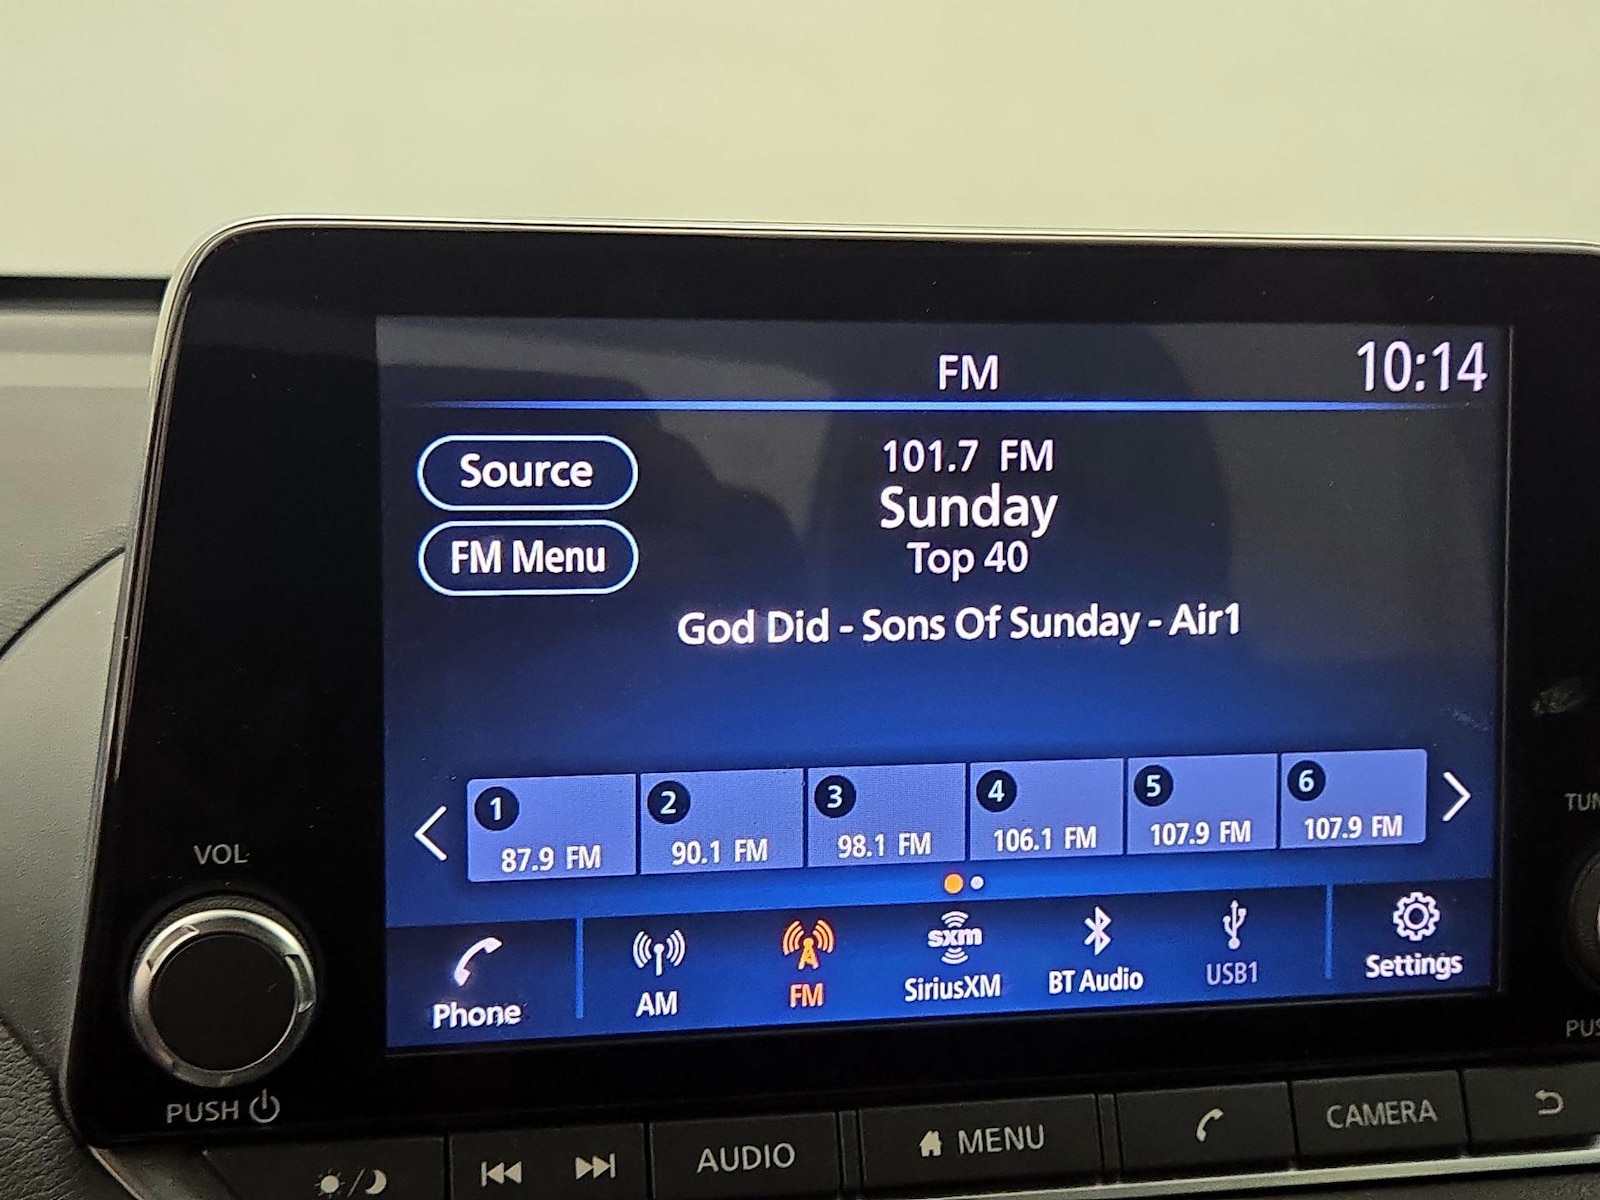 FM
10:14
Source
101.7 FM
Sunday
FM Menu
Top 40
God Did - Sons Of Sunday - Air1
1
2
3
4
5
6
87.9 FM
90.1 FM
98.1 FM
106.1 FM
107.9 FM
107.9 FM
Phone
AM
FM
sxm
SiriusXM
BT Audio
USB1
Settings
VOL
PUSH
AUDIO
MENU
CAMERA
TUN
PUS